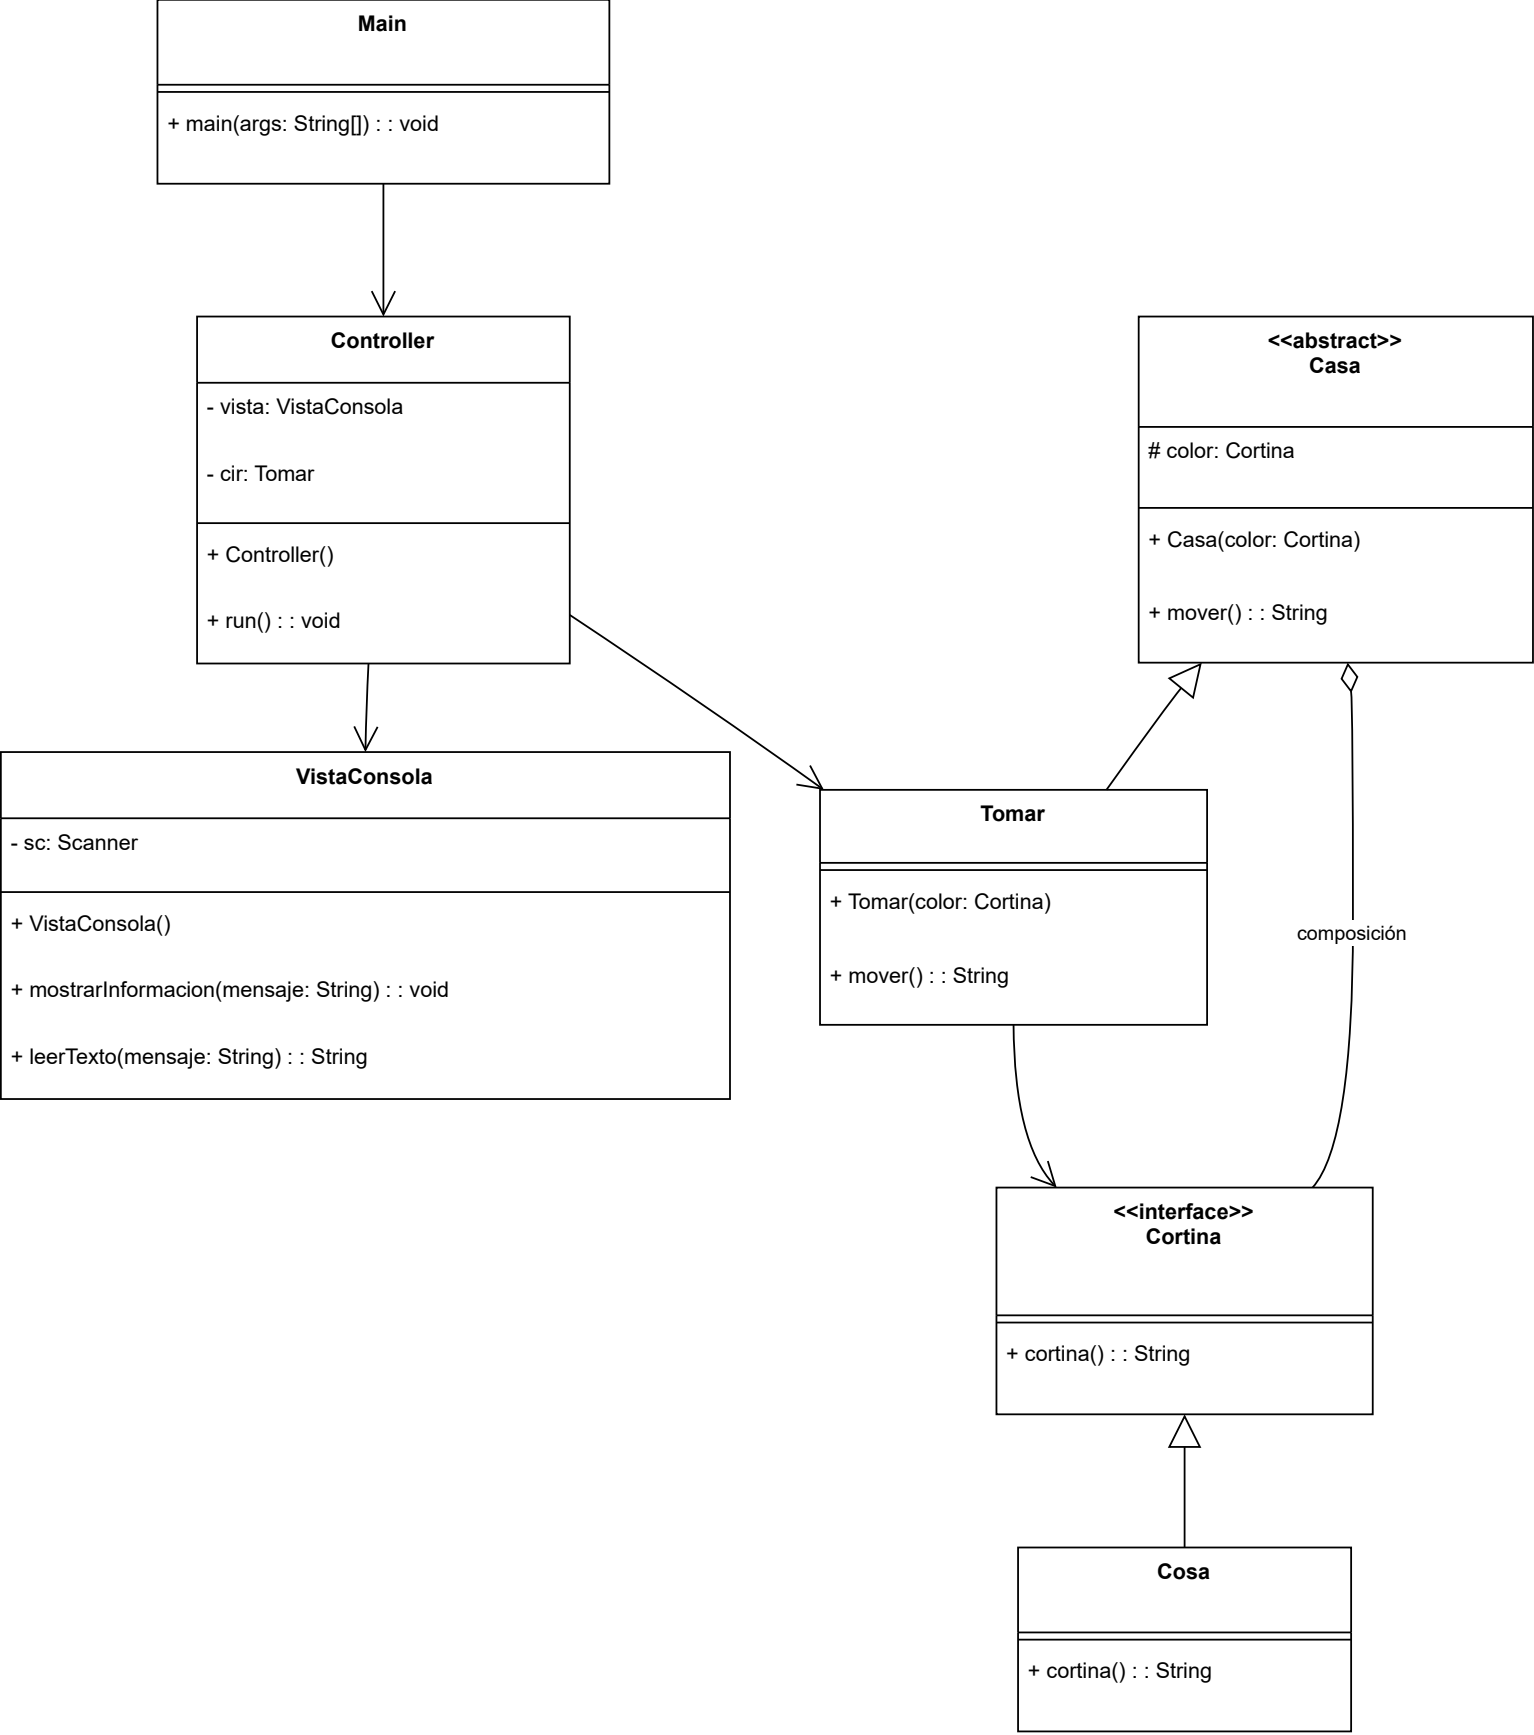 Main
+ main(args: String[]) : : void
Controller
- vista: VistaConsola
- cir: Tomar
+ Controller()
+ run() : : void
<<abstract>>
Casa
# color: Cortina
+ Casa(color: Cortina)
+ mover() : : String
VistaConsola
- sc: Scanner
+ VistaConsola()
+ mostrarInformacion(mensaje: String) : : void
+ leerTexto(mensaje: String) : : String
Tomar
+ Tomar(color: Cortina)
+ mover() : : String
composición
<<interface>>
Cortina
+ cortina() : : String
Cosa
+ cortina() : : String